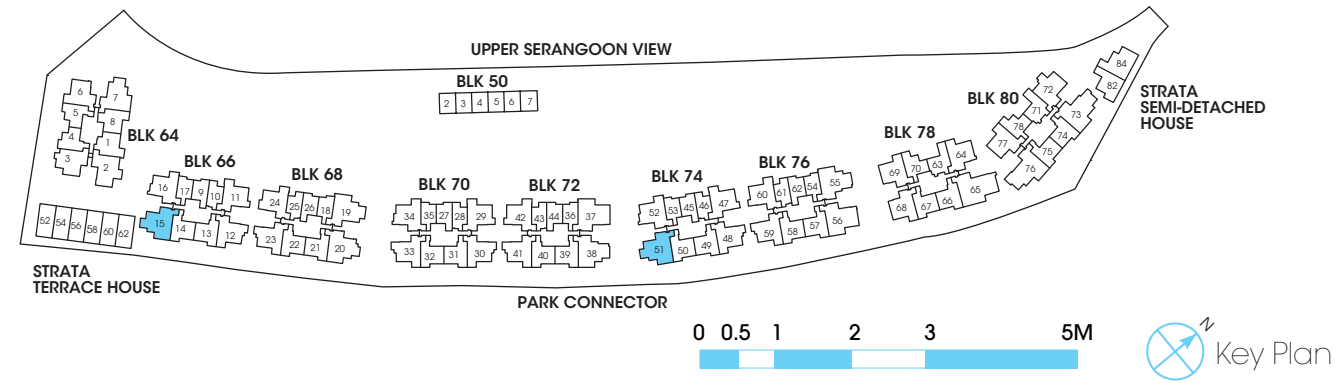 UPPER SERANGOON VIEW
BLK 50
2 3 4 5 6 7
84
82
STRATA
SEMI-DETACHED
HOUSE
BLK 80
72
71
73
78
74
77
75
76
BLK 64
6
7
5
8
4
1
3
2
BLK 66
16 17 9 10 11
15 14 13 12
BLK 68
24 25 26 18 19
23 22 21 20
BLK 70
34 35 27 28 29
33 32 31 30
BLK 72
42 43 44 36 37
41 40 39 38
BLK 74
52 53 45 46 47
51 50 49 48
BLK 76
60 61 62 54 55
59 58 57 56
BLK 78
69 70 63 64
68 67 66 65
52 54 56 58 60 62
STRATA
TERRACE HOUSE
PARK CONNECTOR
0 0.5 1 2 3 5M
N
Key Plan